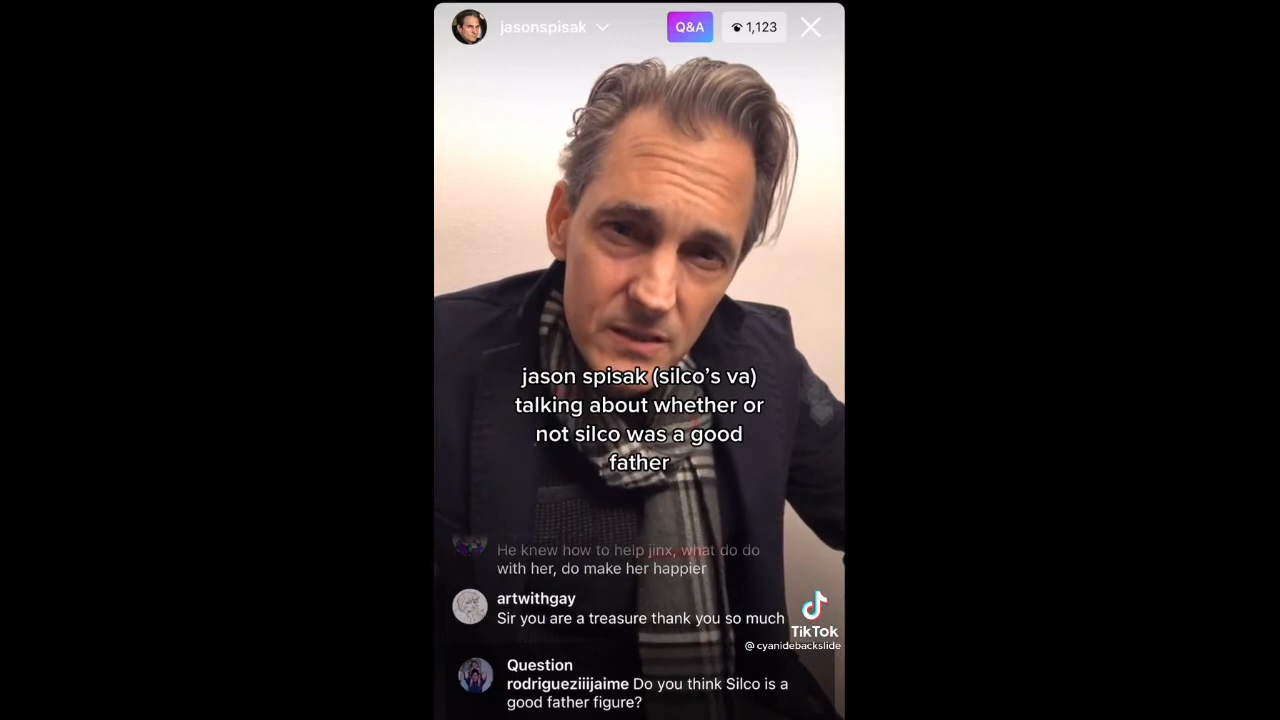 jasonspisak
Q&A
1,123
jason spisak (silco's va)
talking about whether or
not silco was a good
father
He knew how to help jinx, what do do
with her, do make her happier
artwithgay
Sir you are a treasure thank you so much
TikTok
@cyanidebackslide
Question
rodrigueziiijaime Do you think Silco is a
good father figure?